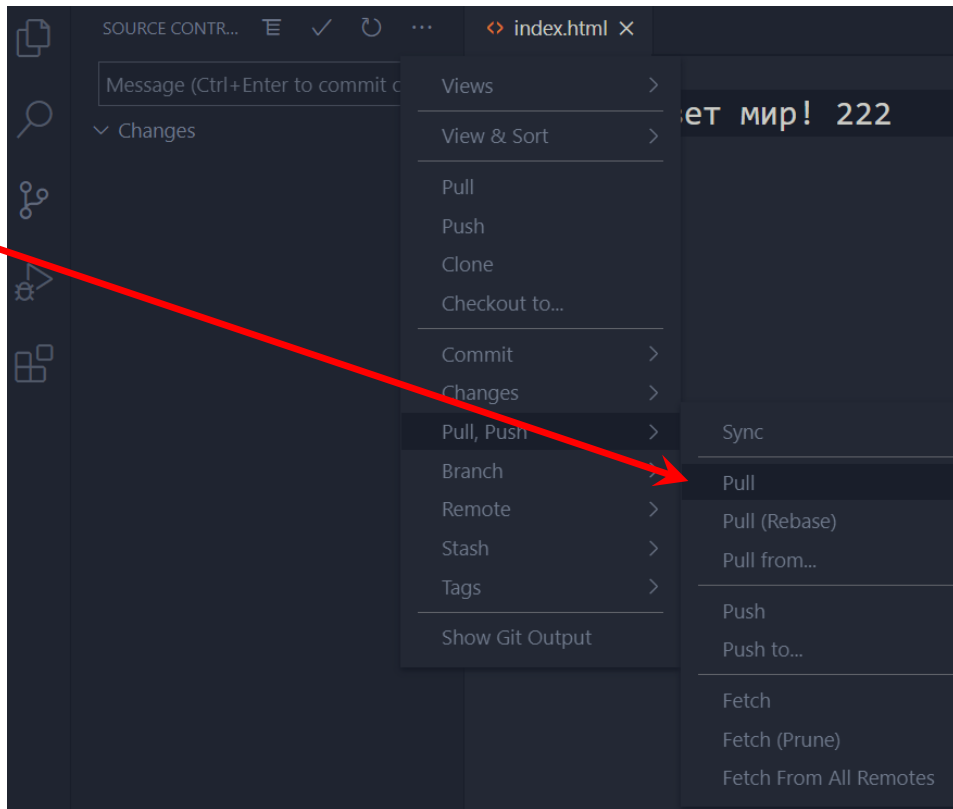 SOURCE CONTR...
index.html
Message (Ctrl+Enter to commit
Changes
мир! 222
Views
View & Sort
Pull
Push
Clone
Checkout to...
Commit
Changes
Pull, Push
Branch
Remote
Stash
Tags
Show Git Output
Sync
Pull
Pull (Rebase)
Pull from...
Push
Push to...
Fetch
Fetch (Prune)
Fetch From All Remotes